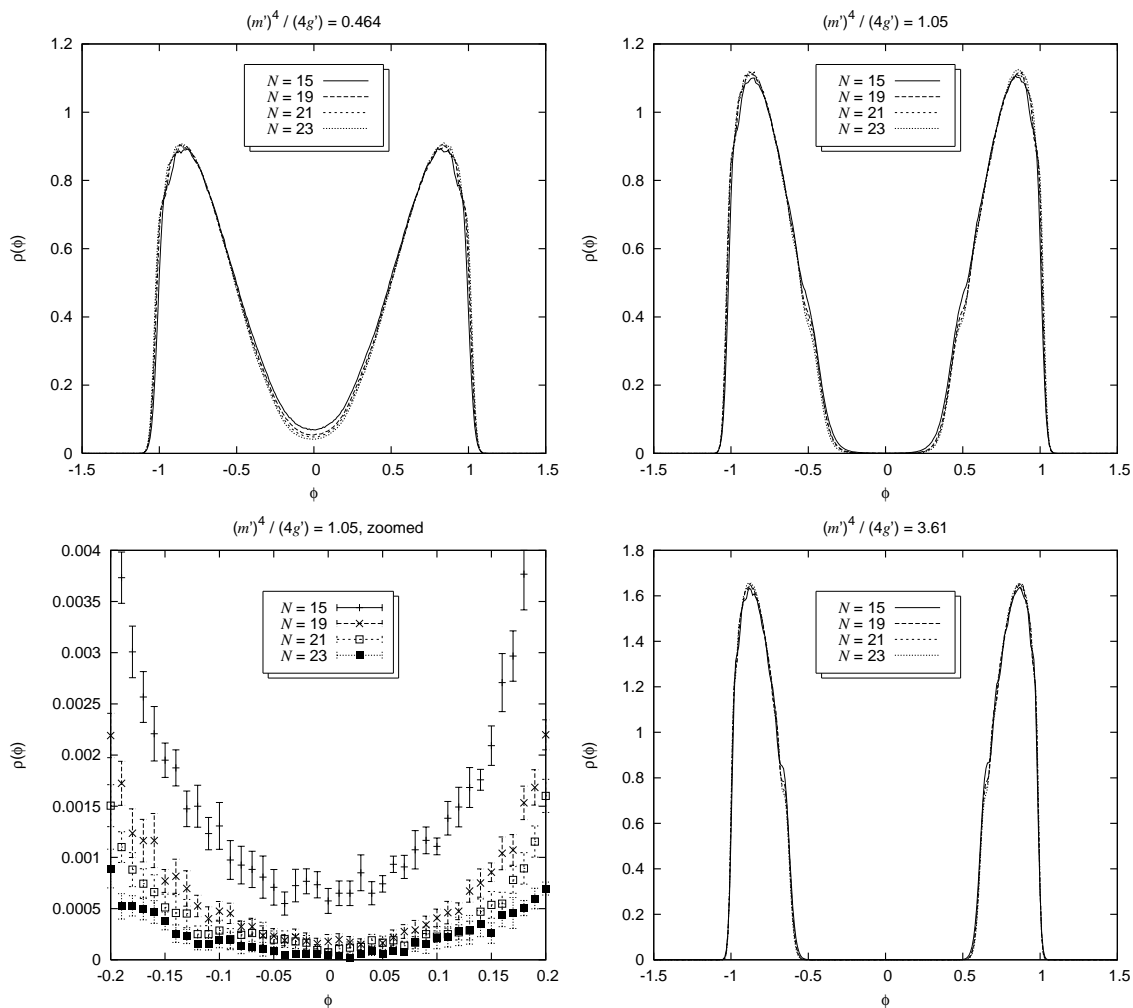 (m')^4 / (4g') = 0.464
1.2
1
0.8
0.6
0.4
0.2
0
ρ(ϕ)
N = 15
N = 19
N = 21
N = 23
-1.5 -1 -0.5 0 0.5 1 1.5
ϕ
(m')^4 / (4g') = 1.05
1.2
1
0.8
0.6
0.4
0.2
0
ρ(ϕ)
N = 15
N = 19
N = 21
N = 23
-1.5 -1 -0.5 0 0.5 1 1.5
ϕ
(m')^4 / (4g') = 1.05, zoomed
0.004
0.0035
0.003
0.0025
0.002
0.0015
0.001
0.0005
0
ρ(ϕ)
N = 15
N = 19
N = 21
N = 23
-0.2 -0.15 -0.1 -0.05 0 0.05 0.1 0.15 0.2
ϕ
(m')^4 / (4g') = 3.61
1.8
1.6
1.4
1.2
1
0.8
0.6
0.4
0.2
0
ρ(ϕ)
N = 15
N = 19
N = 21
N = 23
-1.5 -1 -0.5 0 0.5 1 1.5
ϕ